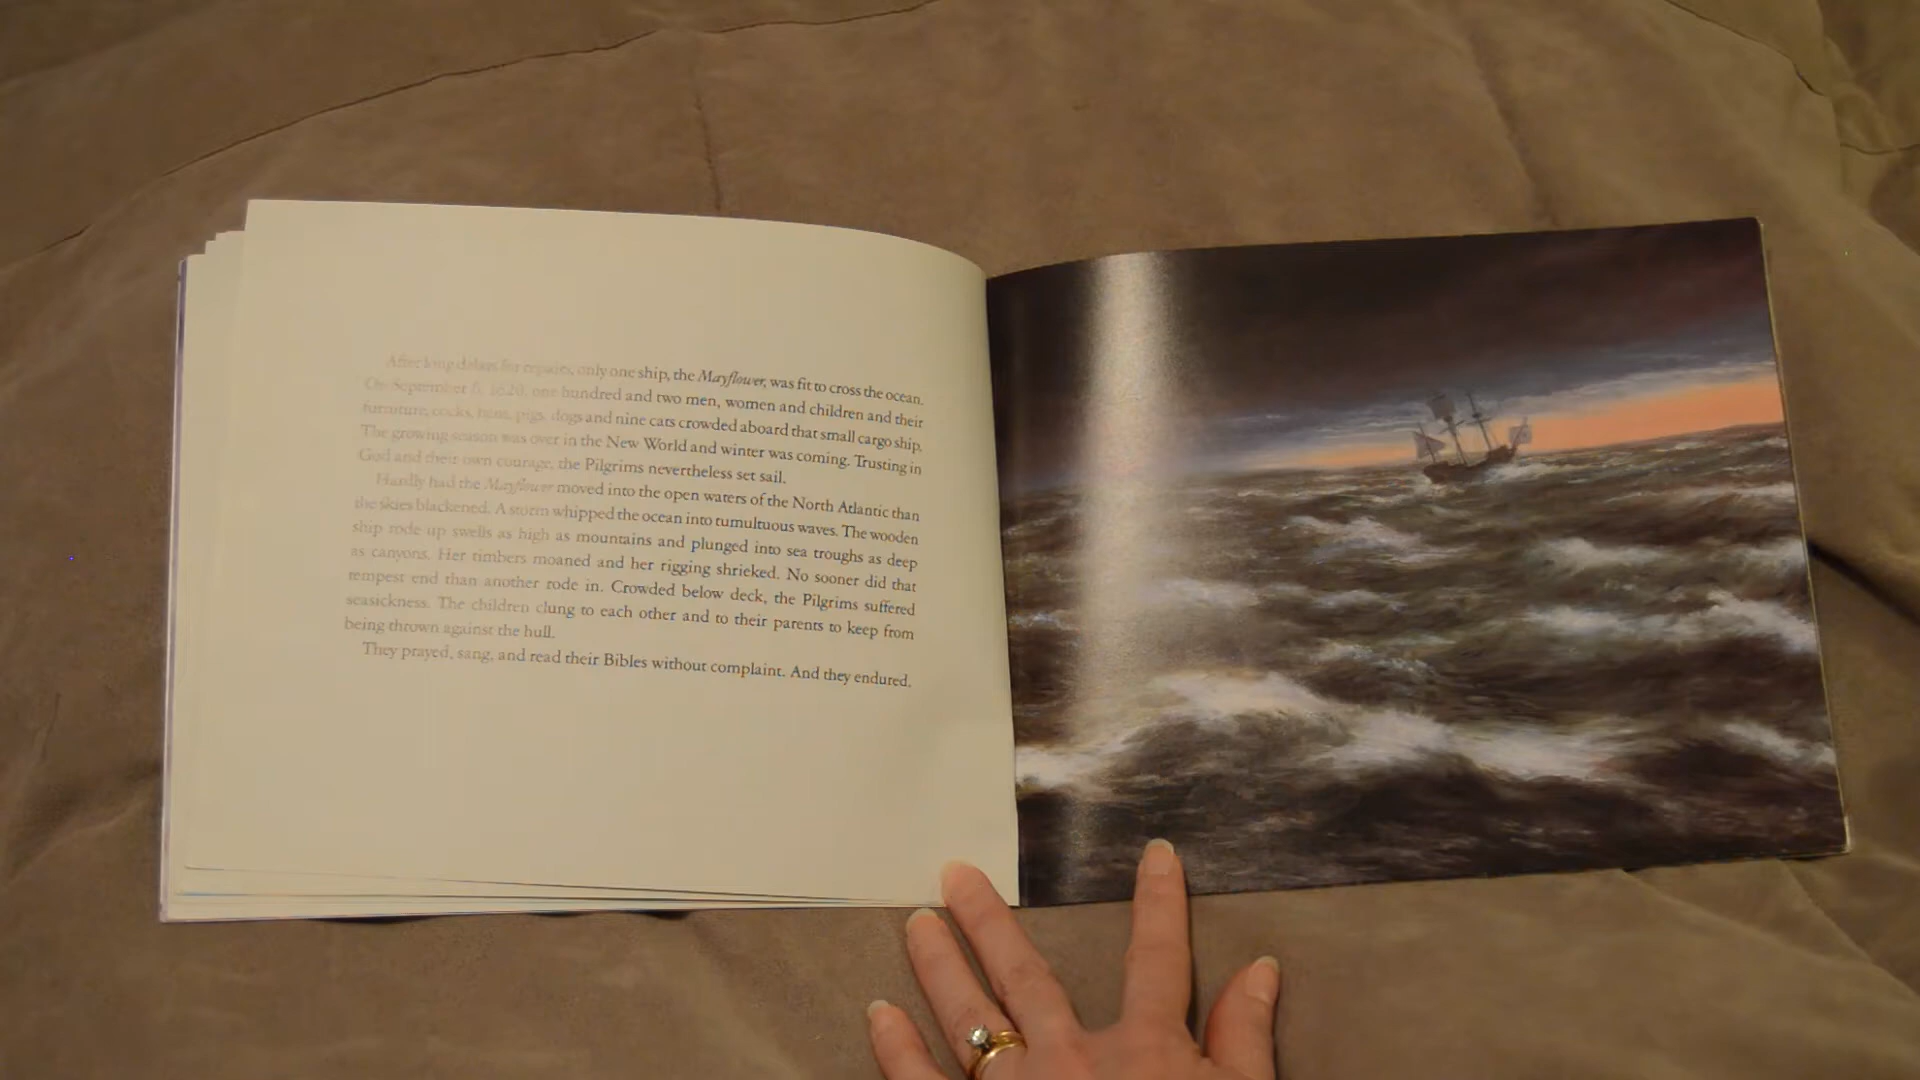 After long delays for repairs, only one ship, the Mayflower, was fit to cross the ocean.
On September 6, 1620, one hundred and two men, women and children and their
furniture, cocks, hens, pigs, dogs and nine cats crowded aboard that small cargo ship.
The growing season was over in the New World and winter was coming. Trusting in
God and their own courage, the Pilgrims nevertheless set sail.
Hardly had the Mayflower moved into the open waters of the North Atlantic than
the skies blackened. A storm whipped the ocean into tumultuous waves. The wooden
ship rode up swells as high as mountains and plunged into sea troughs as deep
as canyons. Her timbers moaned and her rigging shrieked. No sooner did that
tempest end than another rode in. Crowded below deck, the Pilgrims suffered
seasickness. The children clung to each other and to their parents to keep from
being thrown against the hull.
They prayed, sang, and read their Bibles without complaint. And they endured.